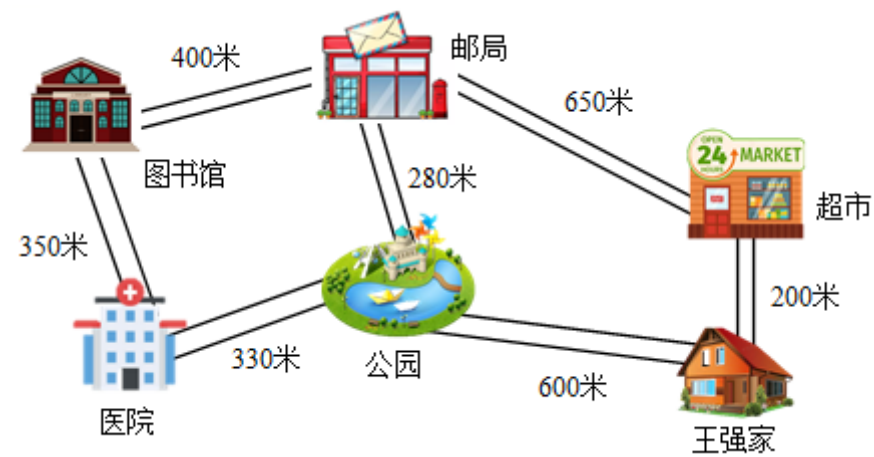 400米
邮局
650米
OPEN
24
HOURS
MARKET
图书馆
280米
超市
350米
200米
330米
公园
600米
医院
王强家